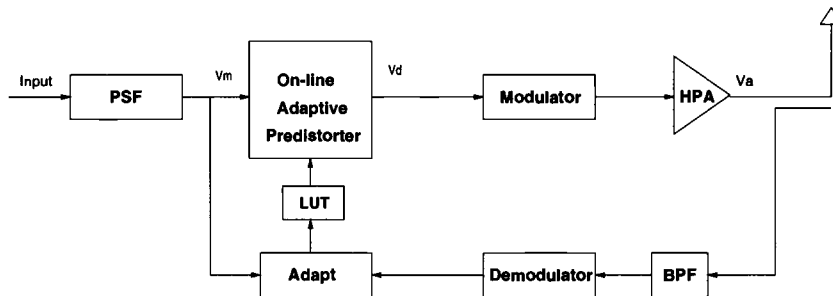 Input
PSF
Vm
On-line
Adaptive
Predistorter
Vd
Modulator
HPA
Va
LUT
Adapt
Demodulator
BPF